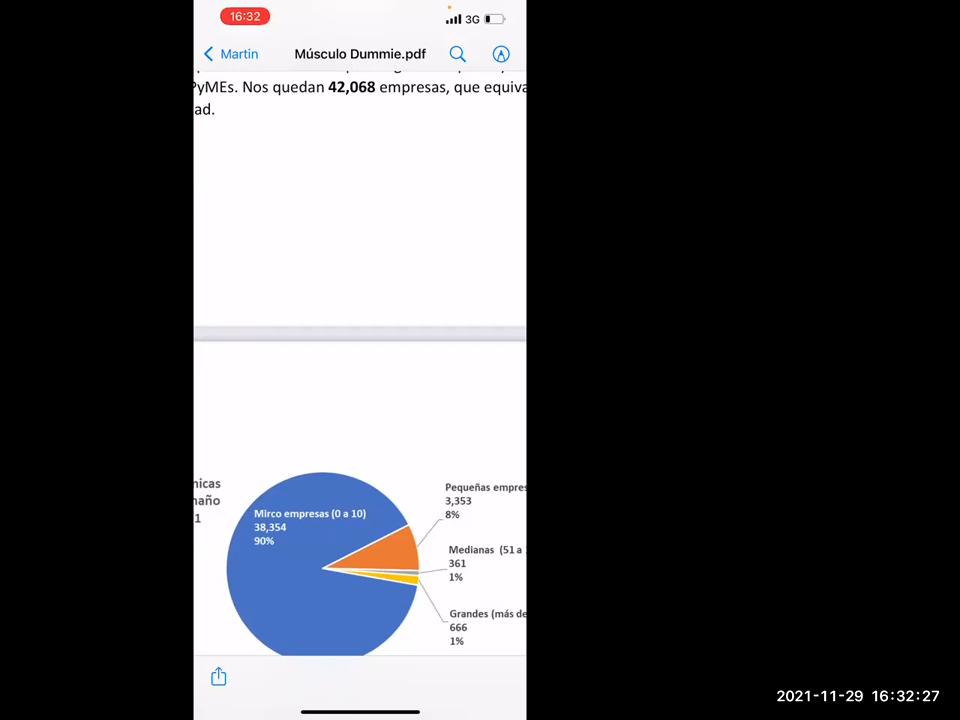 16:32
3G
Martin
Músculo Dummie.pdf
PyMEs. Nos quedan 42,068 empresas, que equiva
ad.
nicas
naño
1
Mirco empresas (0 a 10)
38,354
90%
Pequeñas empres
3,353
8%
Medianas (51 a
361
1%
Grandes (más de
666
1%
2021-11-29 16:32:27